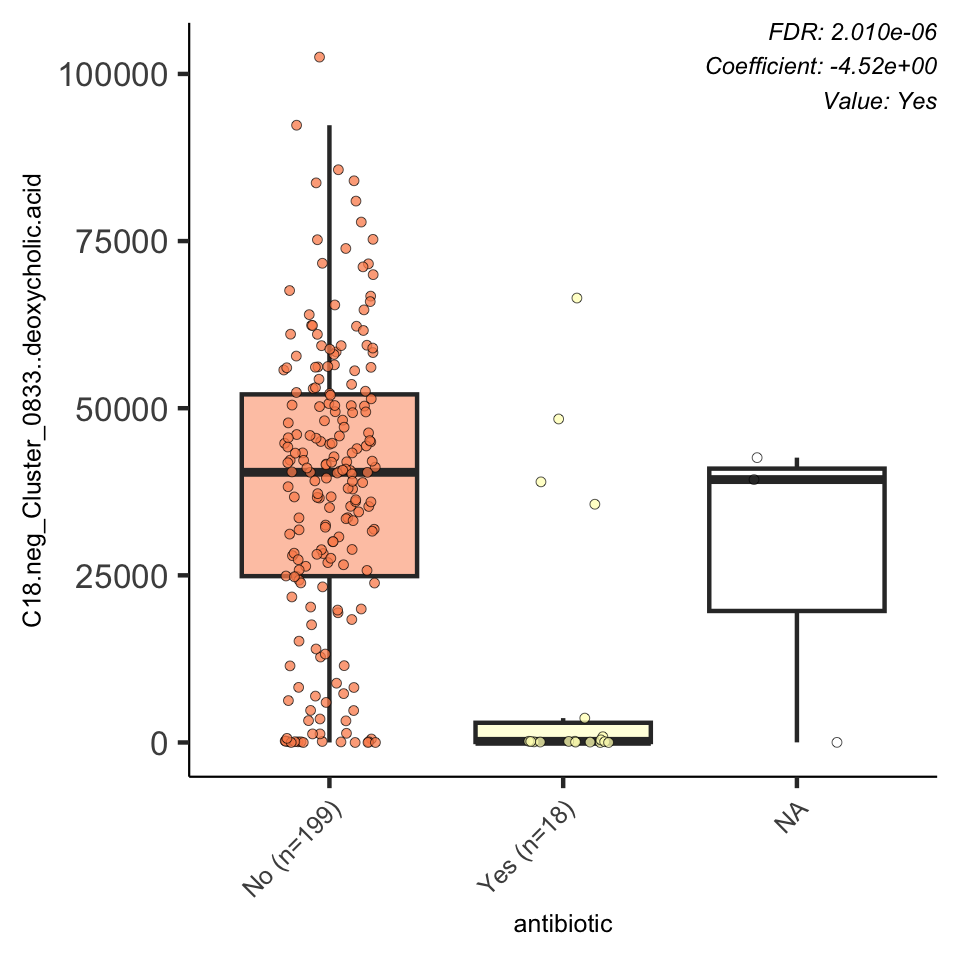 FDR: 2.010e-06
Coefficient: -4.52e+00
Value: Yes
C18.neg_Cluster_0833..deoxycholic.acid
100000
75000
50000
25000
0
No (n=199)
Yes (n=18)
NA
antibiotic